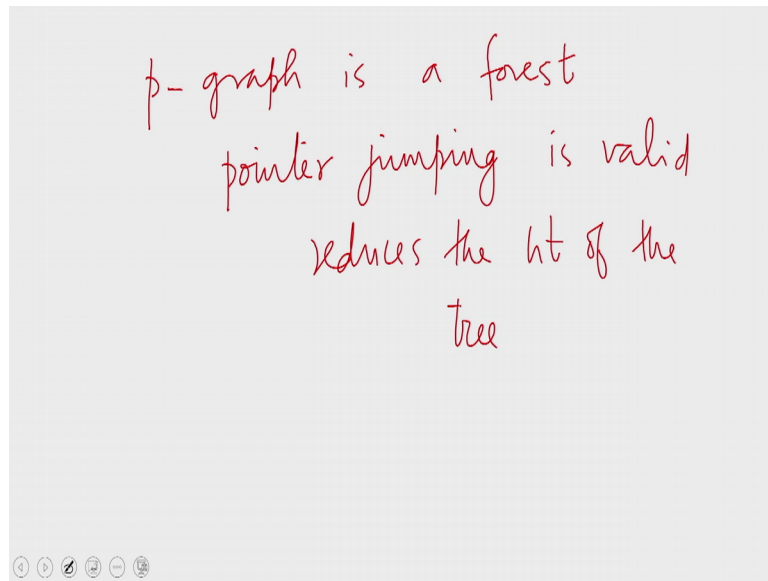 p- graph is a forest
pointer jumping is valid
reduces the ht of the
tree